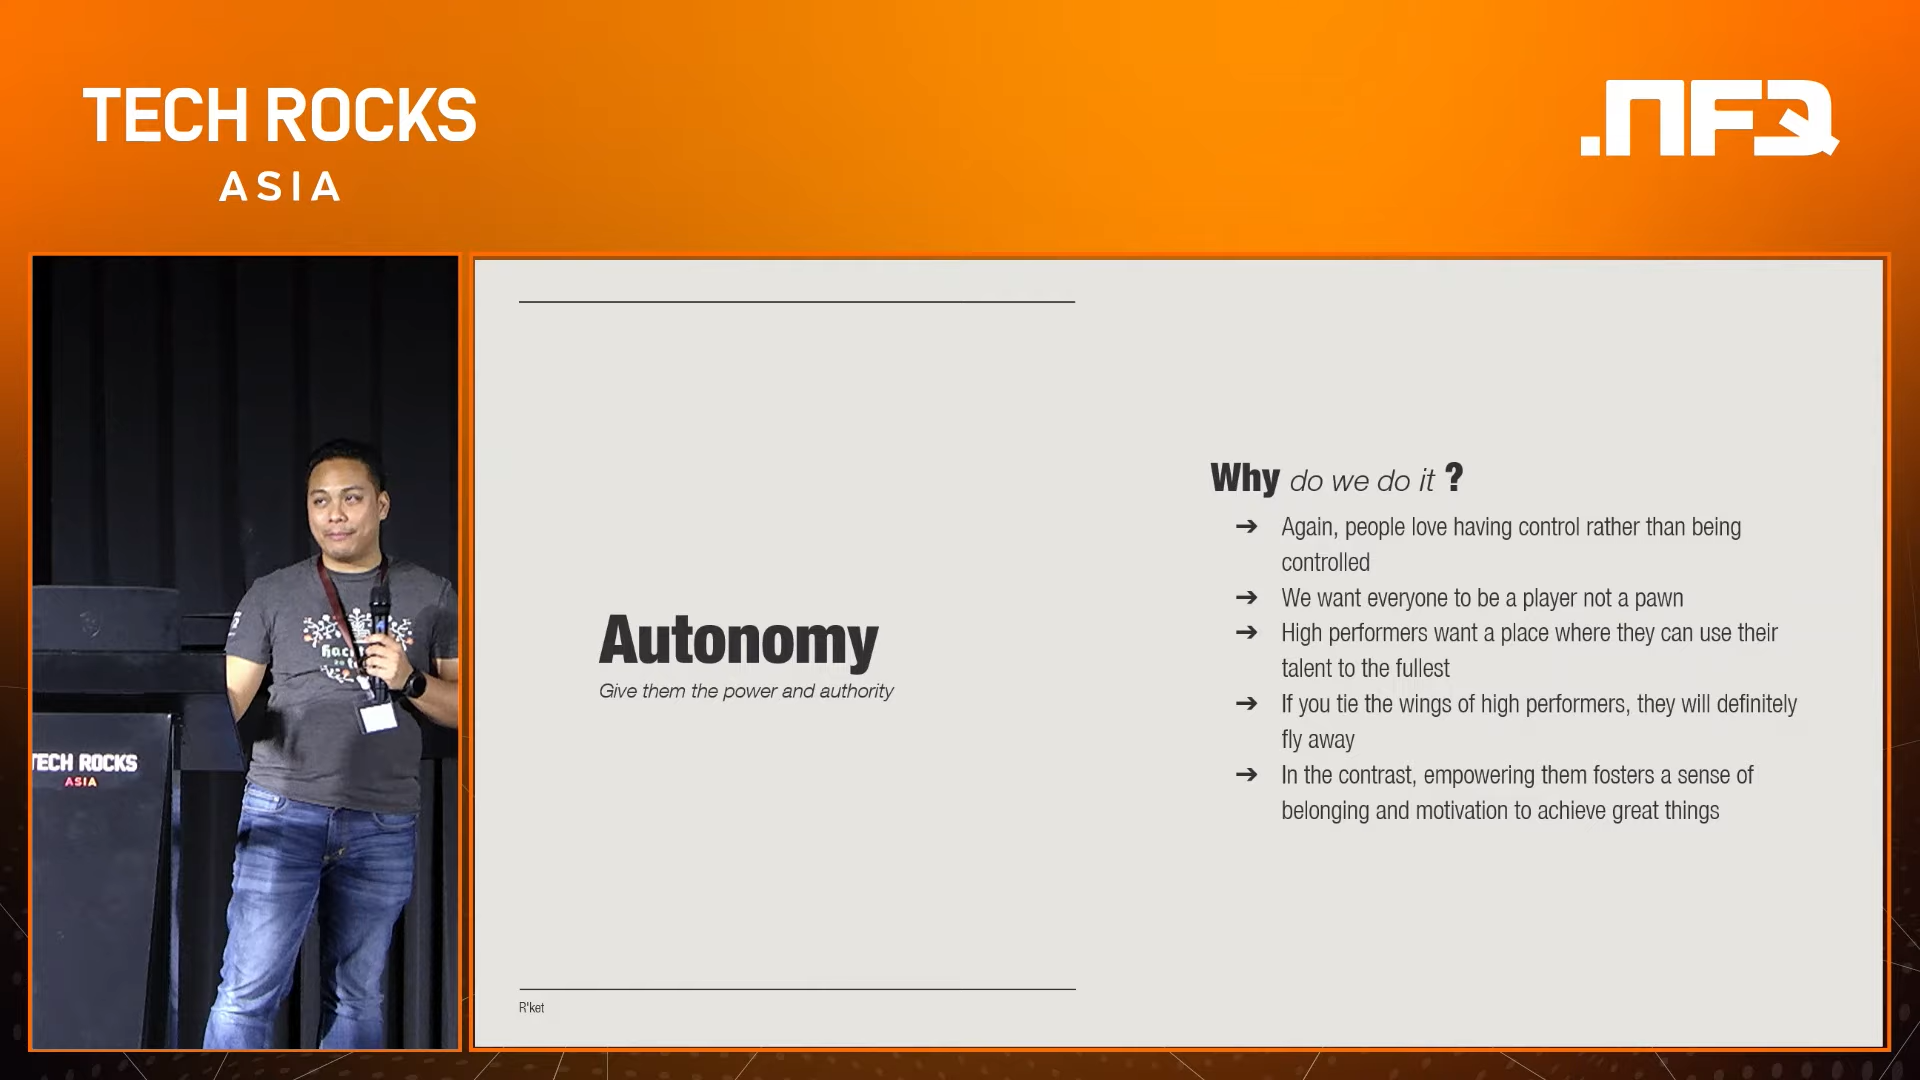 TECH ROCKS
ASIA
.NFQ
TECH ROCKS
ASIA
Autonomy
Give them the power and authority
R'ket
Why do we do it ?
➔ Again, people love having control rather than being
controlled
➔ We want everyone to be a player not a pawn
➔ High performers want a place where they can use their
talent to the fullest
➔ If you tie the wings of high performers, they will definitely
fly away
➔ In the contrast, empowering them fosters a sense of
belonging and motivation to achieve great things